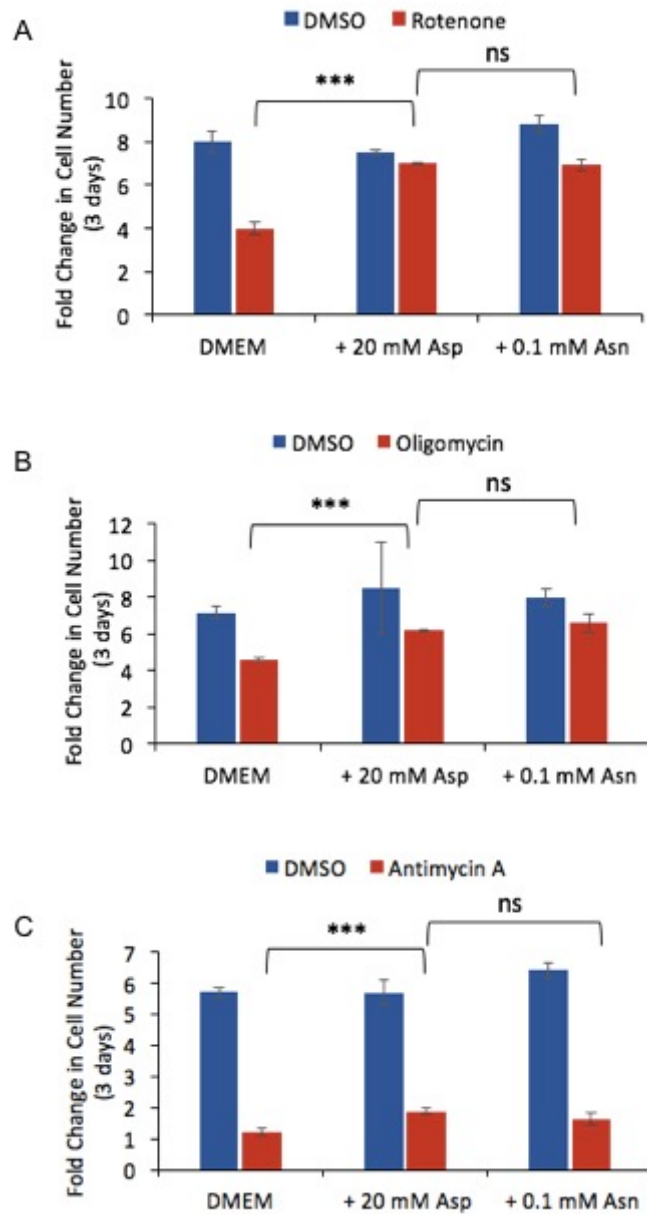 A
DMSO Rotenone
*** ns
Fold Change in Cell Number
(3 days)
10
8
6
4
2
0
DMEM + 20 mM Asp + 0.1 mM Asn
B
DMSO Oligomycin
*** ns
Fold Change in Cell Number
(3 days)
12
10
8
6
4
2
0
DMEM + 20 mM Asp + 0.1 mM Asn
DMSO Antimycin A
C
*** ns
Fold Change in Cell Number
(3 days)
7
6
5
4
3
2
1
0
DMEM + 20 mM Asp + 0.1 mM Asn